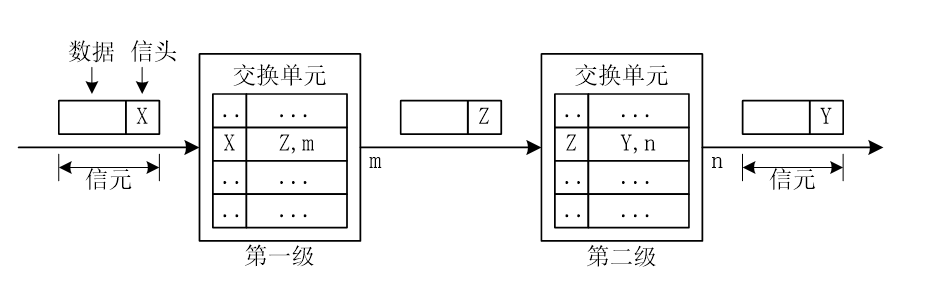 数据 信头
X
信元
交换单元
.. ...
X Z,m
.. ...
.. ...
第一级
m
Z
交换单元
.. ...
Z Y,n
.. ...
.. ...
第二级
n
Y
信元